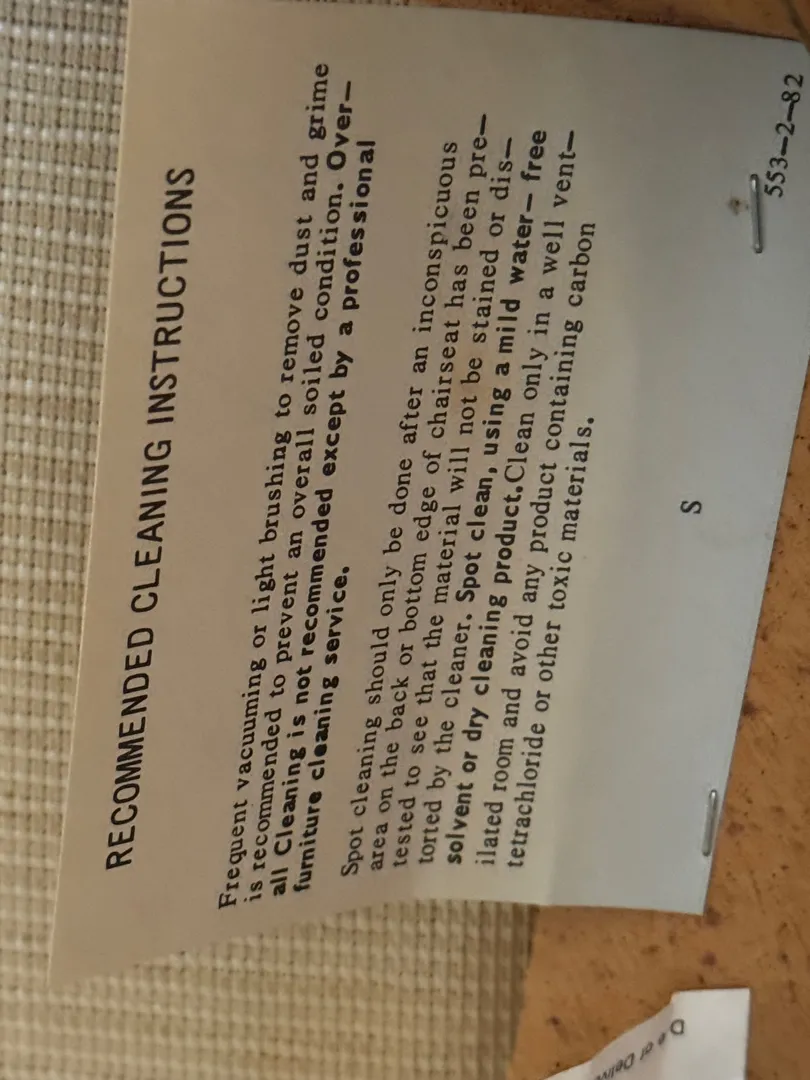 RECOMMENDED CLEANING INSTRUCTIONS
Frequent vacuuming or light brushing to remove dust and grime
is recommended to prevent an overall soiled condition. Over—
all Cleaning is not recommended except by a professional
furniture cleaning service.
Spot cleaning should only be done after an inconspicuous
area on the back or bottom edge of chairseat has been pre—
tested to see that the material will not be stained or dis—
torted by the cleaner. Spot clean, using a mild water— free
solvent or dry cleaning product. Clean only in a well vent—
ilated room and avoid any product containing carbon
tetrachloride or other toxic materials.
S
553—2—82
e of Delive